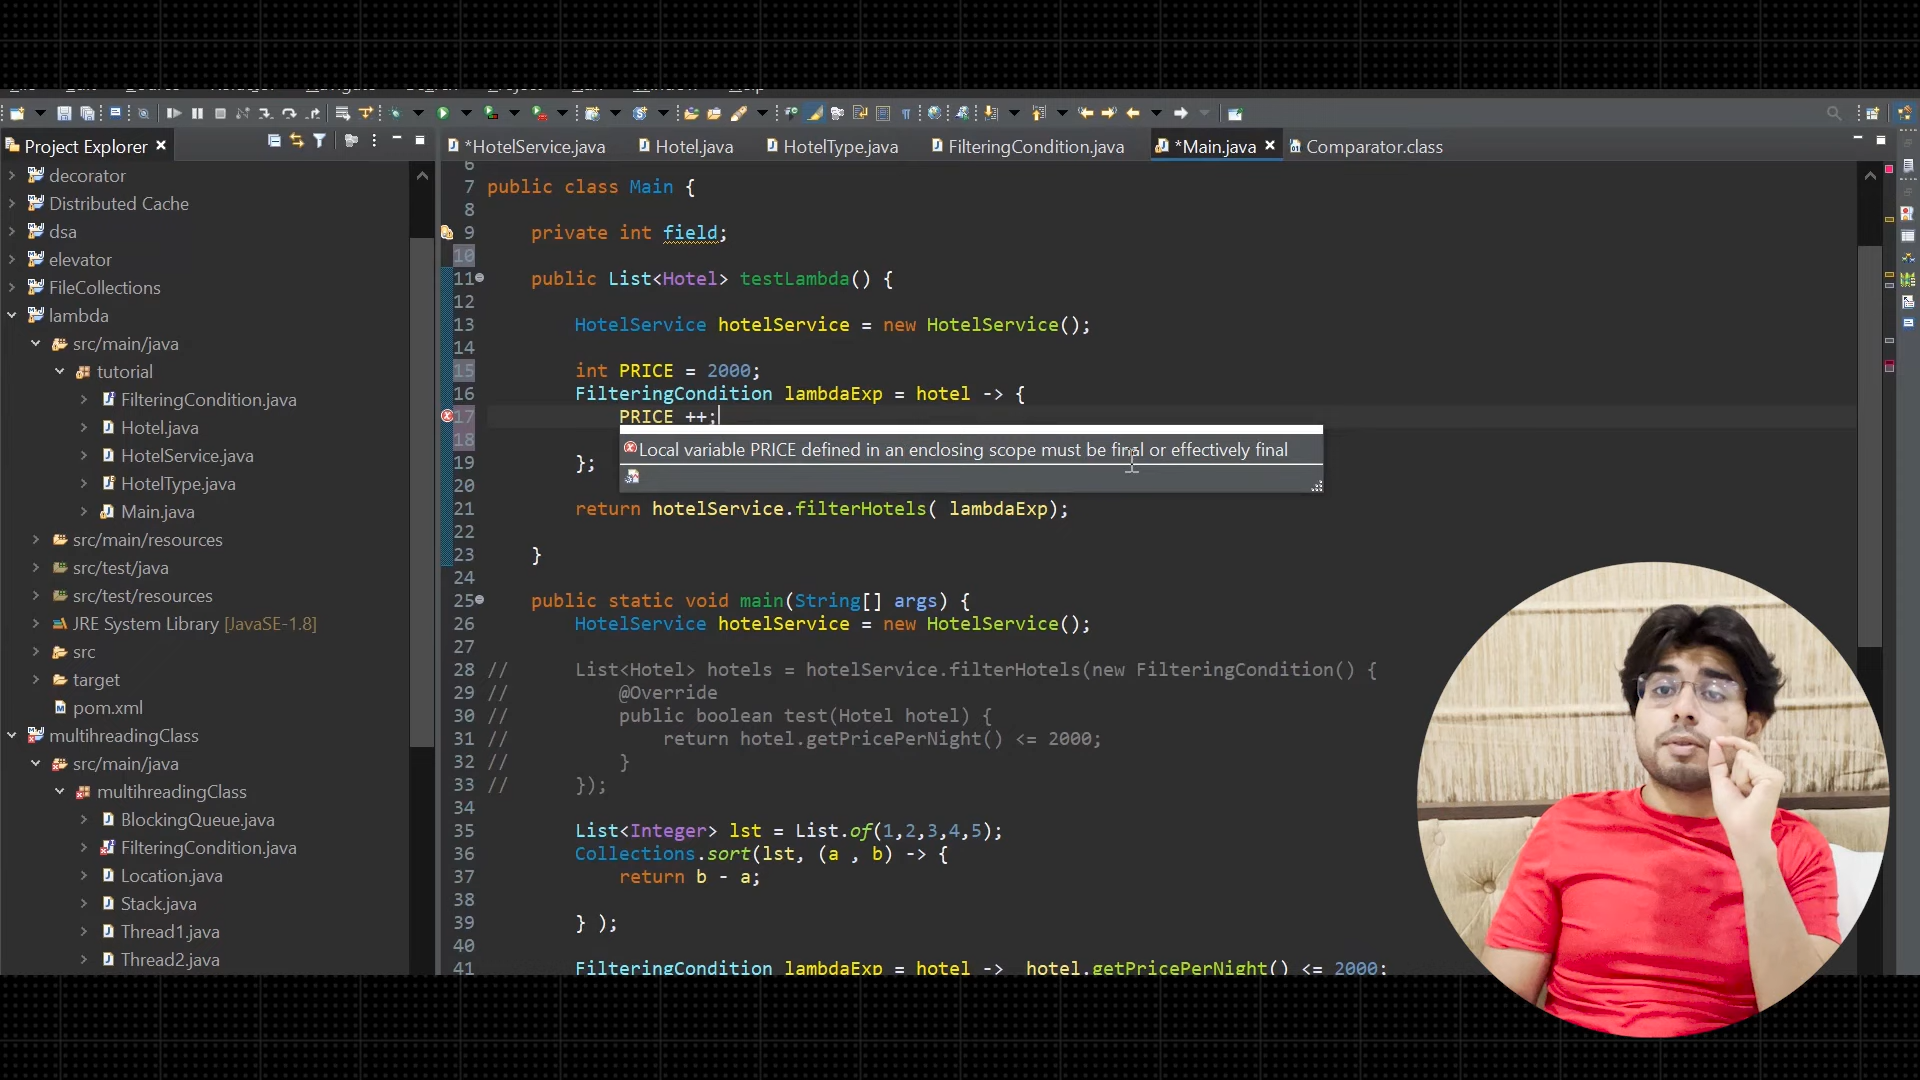 Project Explorer
*HotelService.java
Hotel.java
HotelType.java
FilteringCondition.java
*Main.java
Comparator.class
decorator
Distributed Cache
dsa
elevator
FileCollections
lambda
src/main/java
tutorial
FilteringCondition.java
Hotel.java
HotelService.java
HotelType.java
Main.java
src/main/resources
src/test/java
src/test/resources
JRE System Library [JavaSE-1.8]
src
target
pom.xml
multihreadingClass
src/main/java
multihreadingClass
BlockingQueue.java
FilteringCondition.java
Location.java
Stack.java
Thread1.java
Thread2.java
6
7 public class Main {
8
9 private int field;
10
11 public List<Hotel> testLambda() {
12
13 HotelService hotelService = new HotelService();
14
15 int PRICE = 2000;
16 FilteringCondition lambdaExp = hotel -> {
17 PRICE ++;
Local variable PRICE defined in an enclosing scope must be final or effectively final
18
19 };
20
21 return hotelService.filterHotels( lambdaExp);
22
23 }
24
25 public static void main(String[] args) {
26 HotelService hotelService = new HotelService();
27
28 // List<Hotel> hotels = hotelService.filterHotels(new FilteringCondition() {
29 // @Override
30 // public boolean test(Hotel hotel) {
31 // return hotel.getPricePerNight() <= 2000;
32 // }
33 // });
34
35 List<Integer> lst = List.of(1,2,3,4,5);
36 Collections.sort(lst, (a , b) -> {
37 return b - a;
38
39 } );
40
41 FilteringCondition lambdaExp = hotel -> hotel.getPricePerNight() <= 2000;